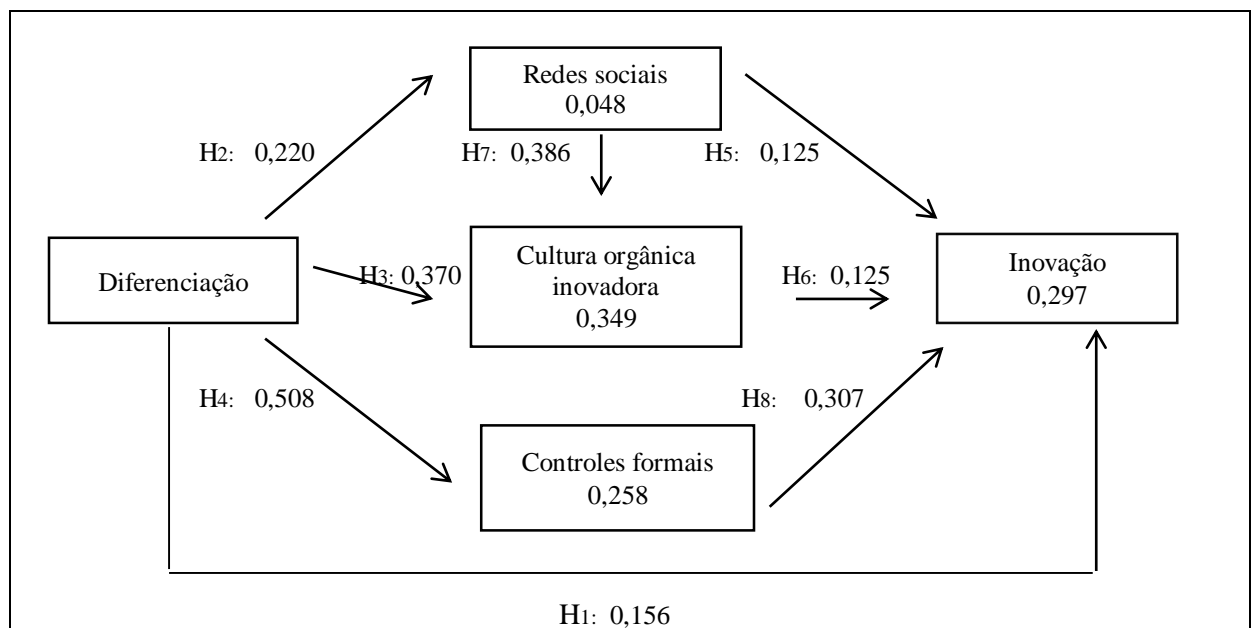 Redes sociais
0,048
H2: 0,220
H7: 0,386
H5: 0,125
Diferenciação
H3: 0,370
Cultura orgânica
inovadora
0,349
H6: 0,125
Inovação
0,297
H4: 0,508
H8: 0,307
Controles formais
0,258
H1: 0,156